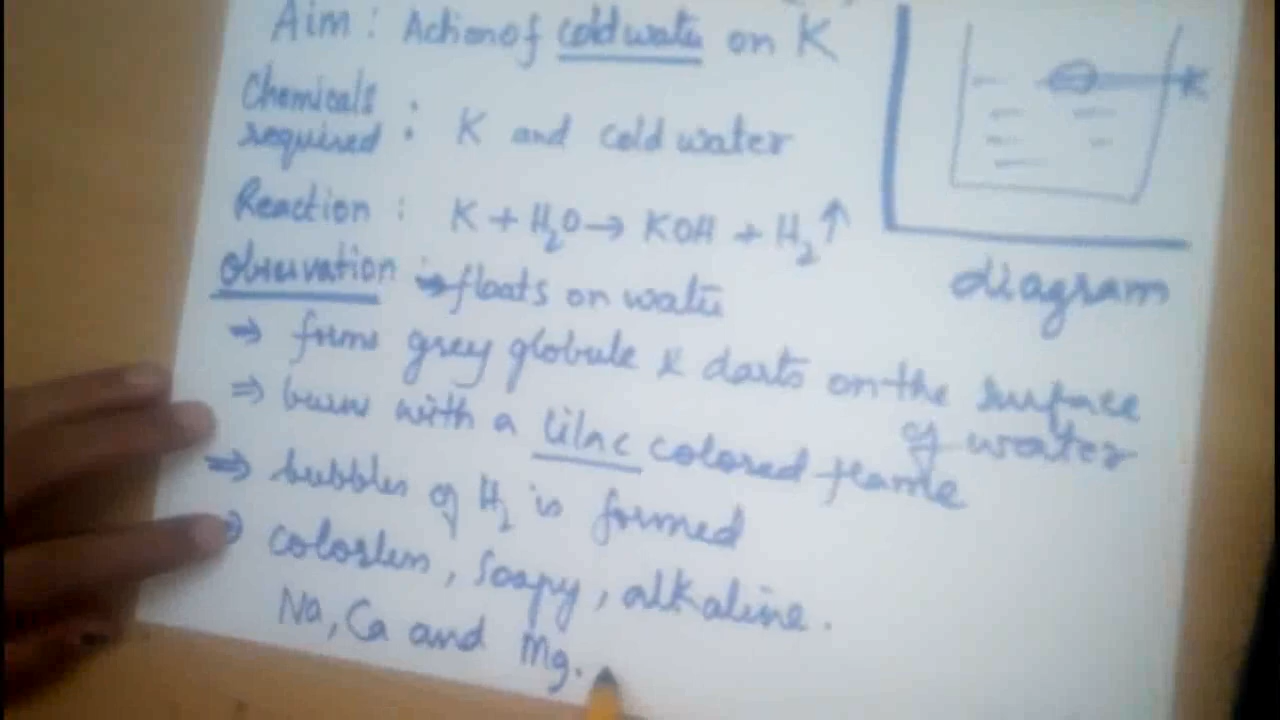 Aim : Action of cold water on K
Chemicals
required : K and cold water
Reaction : K + H₂O → KOH + H₂ ↑
Observation → floats on water
⇒ forms grey globule & darts on the surface
of water
⇒ burns with a lilac colored flame
⇒ bubbles of H₂ is formed
⇒ colorless, soapy, alkaline.
Na, Ca and Mg.
K
diagram